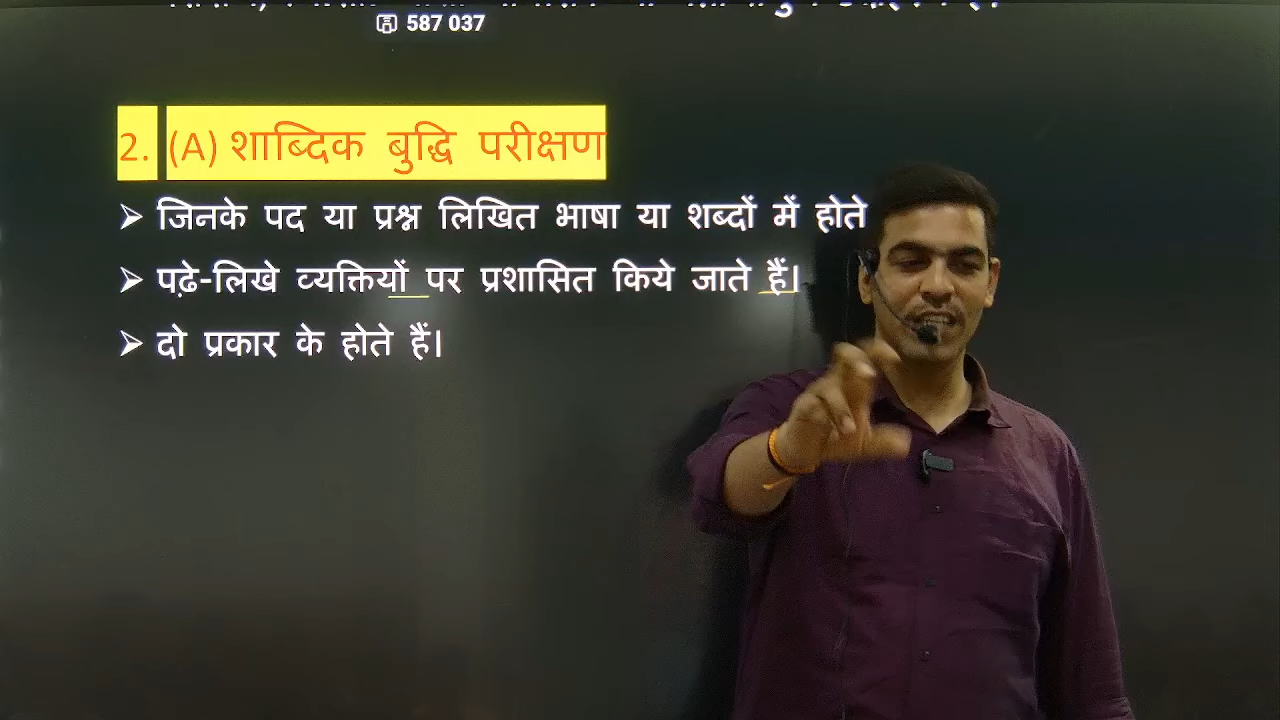 587 037
2. (A) शाब्दिक बुद्धि परीक्षण
➢ जिनके पद या प्रश्न लिखित भाषा या शब्दों में होते
➢ पढ़े-लिखे व्यक्तियों पर प्रशासित किये जाते हैं।
➢ दो प्रकार के होते हैं।